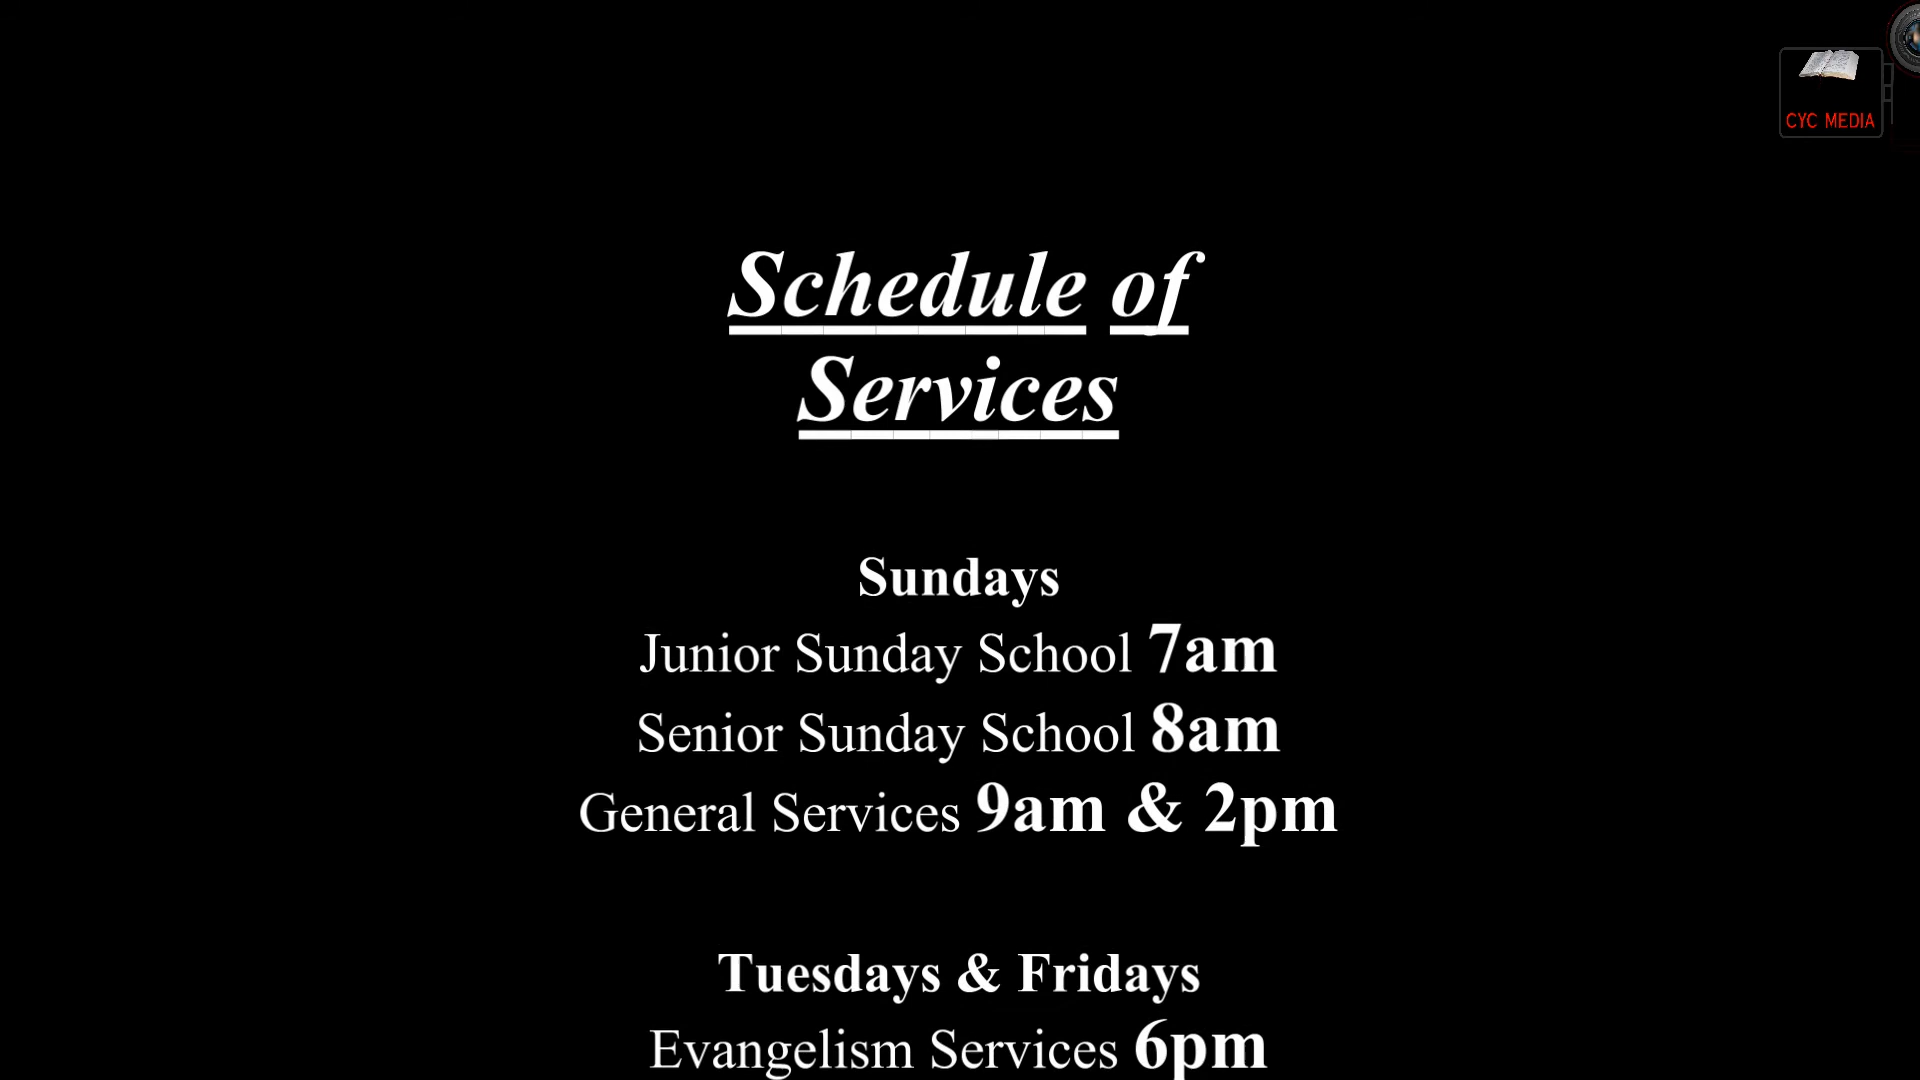 CYC MEDIA
Schedule of
Services
Sundays
Junior Sunday School 7am
Senior Sunday School 8am
General Services 9am & 2pm
Tuesdays & Fridays
Evangelism Services 6pm